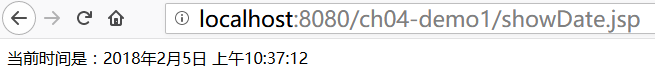 localhost:8080/ch04-demo1/showDate.jsp
当前时间是：2018年2月5日 上午10:37:12